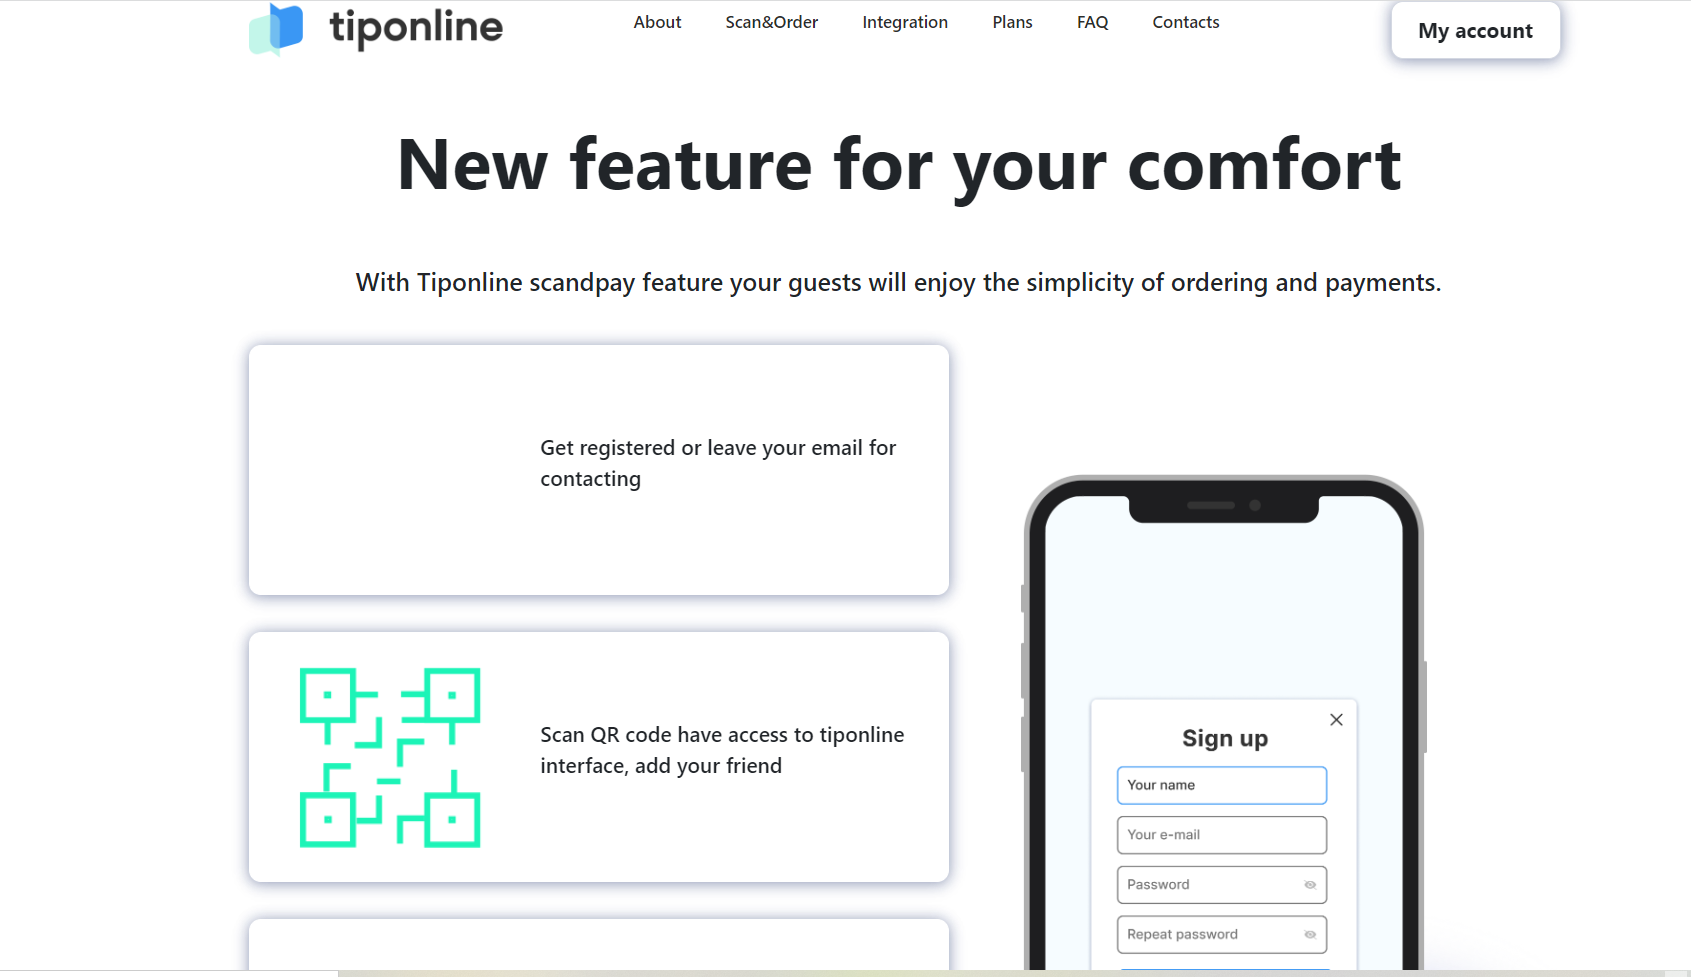 tiponline
About Scan&Order Integration Plans FAQ Contacts
My account
New feature for your comfort
With Tiponline scandpay feature your guests will enjoy the simplicity of ordering and payments.
Get registered or leave your email for
contacting
Scan QR code have access to tiponline
interface, add your friend
Sign up
Your name
Your e-mail
Password
Repeat password